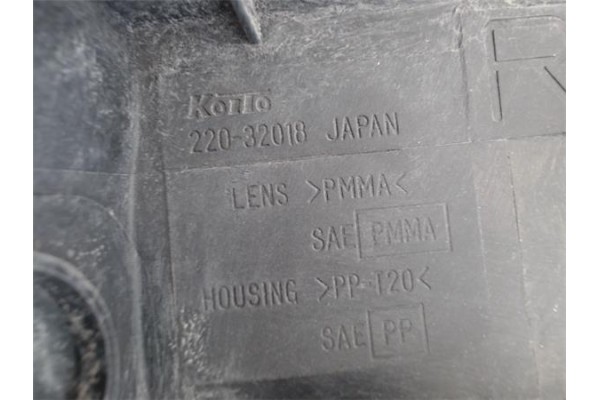 KOITO
220-32018 JAPAN
R
LENS >PMMA<
SAE PMMA
HOUSING >PP-T20<
SAE PP